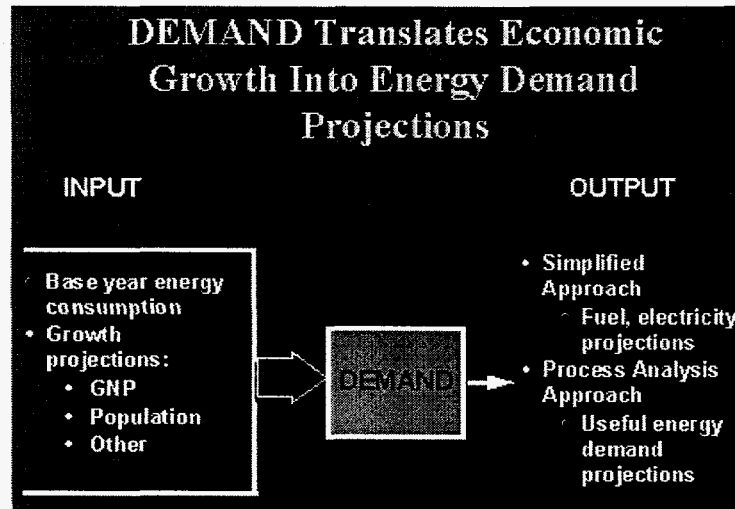 DEMAND Translates Economic
Growth Into Energy Demand
Projections
INPUT
OUTPUT
Base year energy
consumption
• Growth
projections:
• GNP
• Population
• Other
DEMAND
• Simplified
Approach
Fuel, electricity
projections
• Process Analysis
Approach
Useful energy
demand
projections